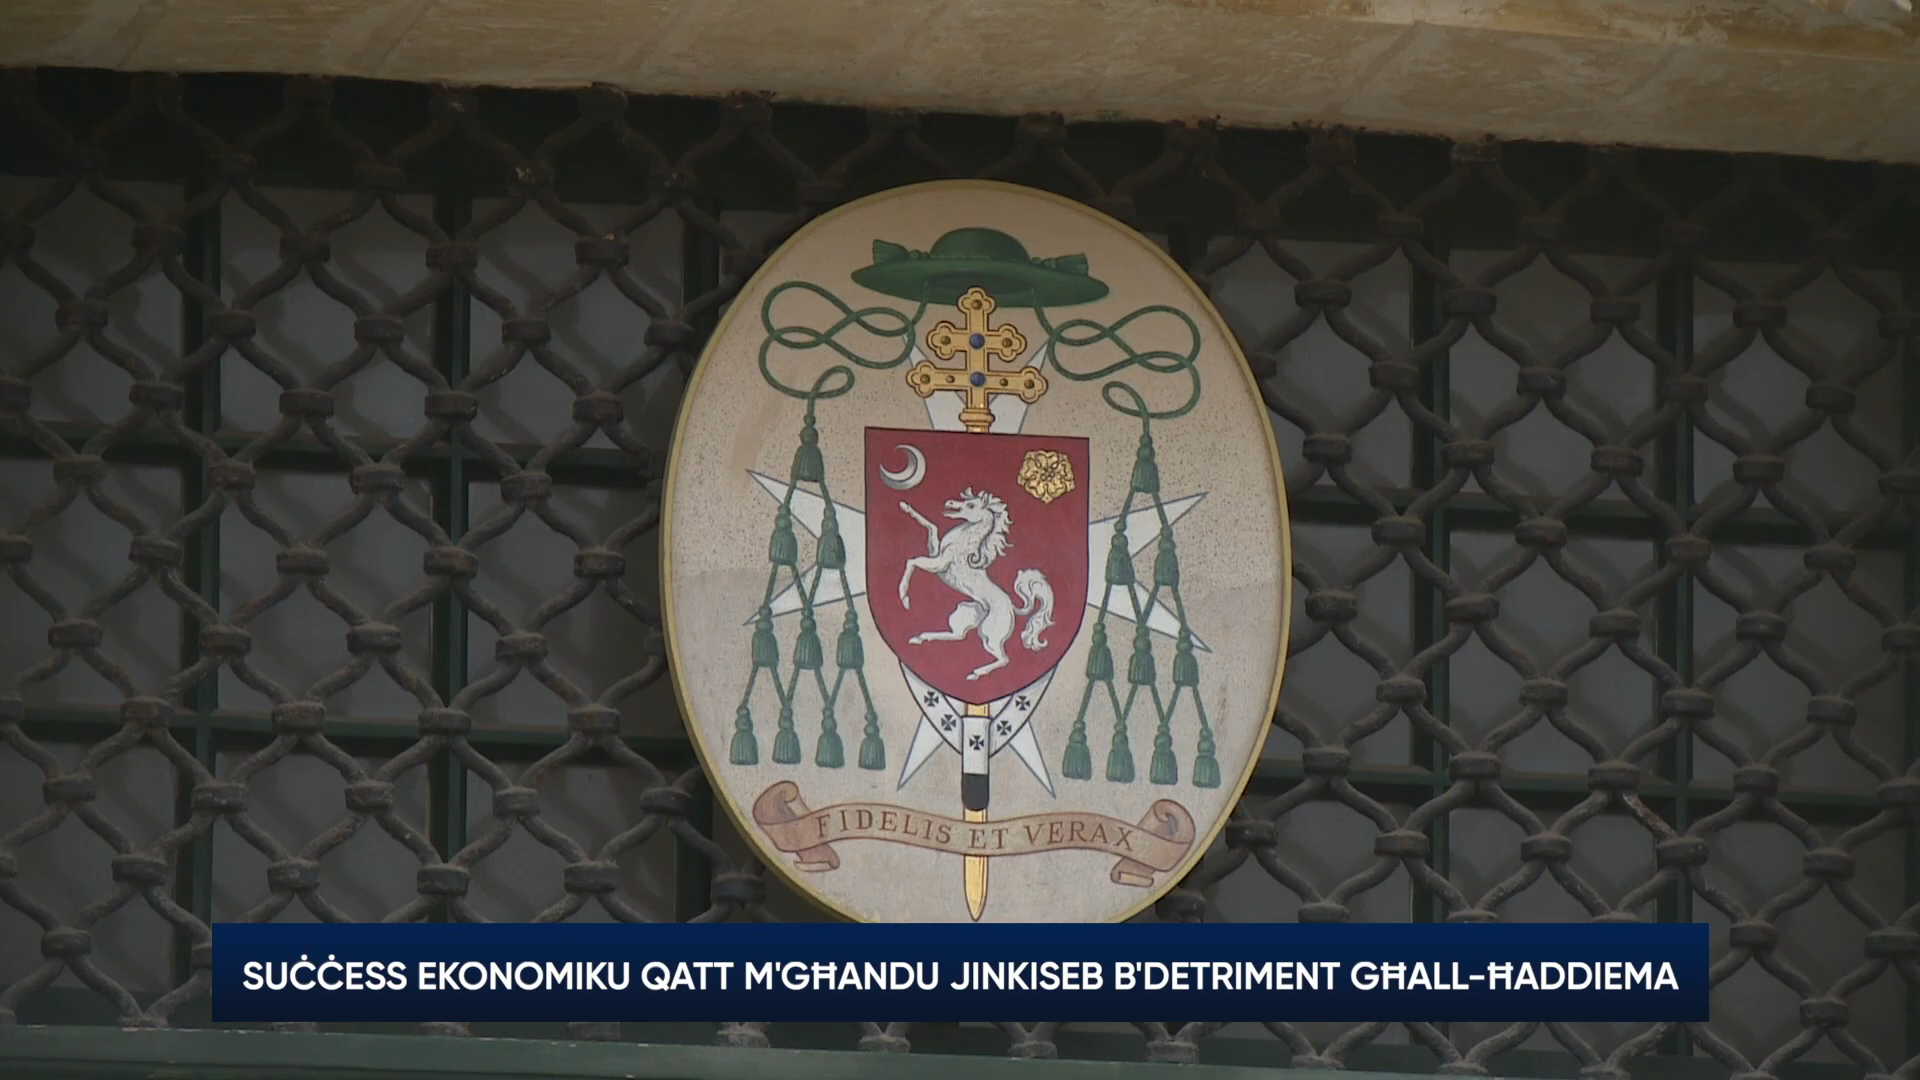 FIDELIS ET VERAX
SUĊĊESS EKONOMIKU QATT M'GĦANDU JINKISEB B'DETRIMENT GĦALL-ĦADDIEMA